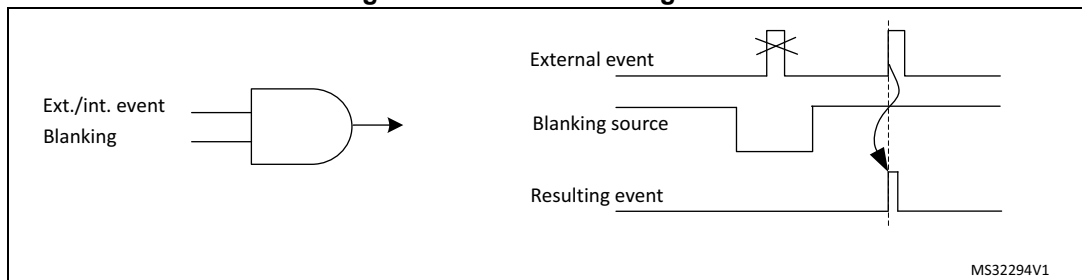 External event
Ext./int. event
Blanking
Blanking source
Resulting event
MS32294V1